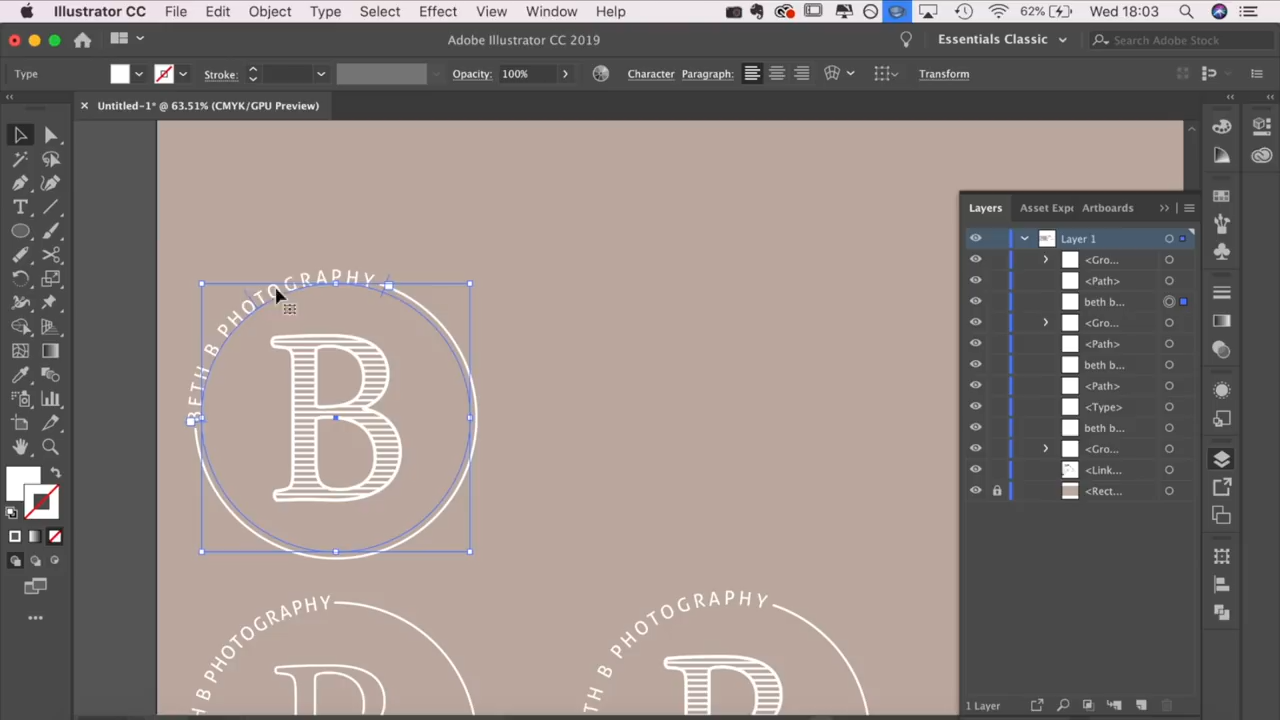 Illustrator CC File Edit Object Type Select Effect View Window Help 62% Wed 18:03
Adobe Illustrator CC 2019 Essentials Classic Search Adobe Stock
Type Stroke: Opacity: 100% Character Paragraph: Transform
Untitled-1* @ 63.51% (CMYK/GPU Preview)
Layers Asset Expo Artboards
Layer 1
<Gro...
<Path>
beth b...
<Gro...
<Path>
beth b...
<Path>
<Type>
beth b...
<Gro...
<Link...
<Rect...
1 Layer
BETH B PHOTOGRAPHY
B
BETH B PHOTOGRAPHY
B
BETH B PHOTOGRAPHY
B